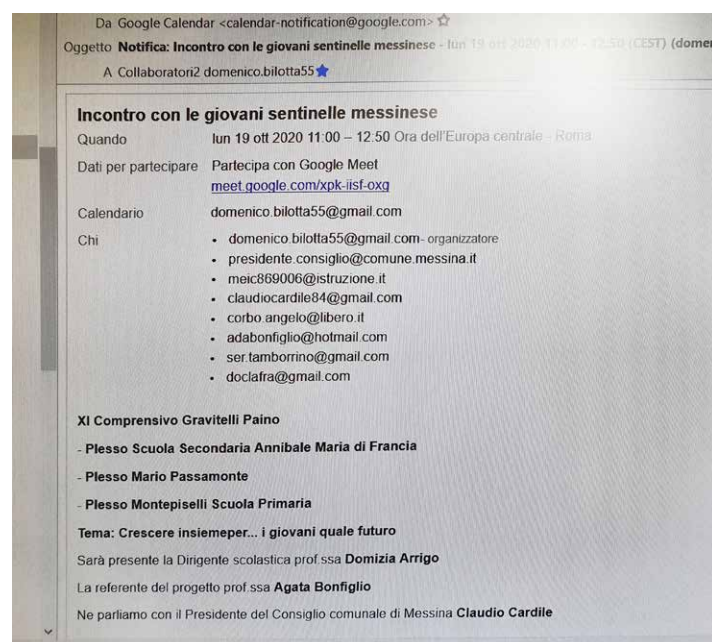 Da Google Calendar <calendar-notification@google.com>
Oggetto Notifica: Incontro con le giovani sentinelle messinese - lun 19 ott 2020 11:00 - 12:50 (CEST) (domen
A Collaboratori2 domenico.bilotta55
Incontro con le giovani sentinelle messinese
Quando lun 19 ott 2020 11:00 – 12:50 Ora dell'Europa centrale - Roma
Dati per partecipare Partecipa con Google Meet
meet.google.com/xpk-iisf-oxg
Calendario domenico.bilotta55@gmail.com
Chi • domenico.bilotta55@gmail.com- organizzatore
• presidente.consiglio@comune.messina.it
• meic869006@istruzione.it
• claudiocardile84@gmail.com
• corbo.angelo@libero.it
• adabonfiglio@hotmail.com
• ser.tamborrino@gmail.com
• doclafra@gmail.com
XI Comprensivo Gravitelli Paino
- Plesso Scuola Secondaria Annibale Maria di Francia
- Plesso Mario Passamonte
- Plesso Montepiselli Scuola Primaria
Tema: Crescere insiemeper... i giovani quale futuro
Sarà presente la Dirigente scolastica prof.ssa Domizia Arrigo
La referente del progetto prof.ssa Agata Bonfiglio
Ne parliamo con il Presidente del Consiglio comunale di Messina Claudio Cardile